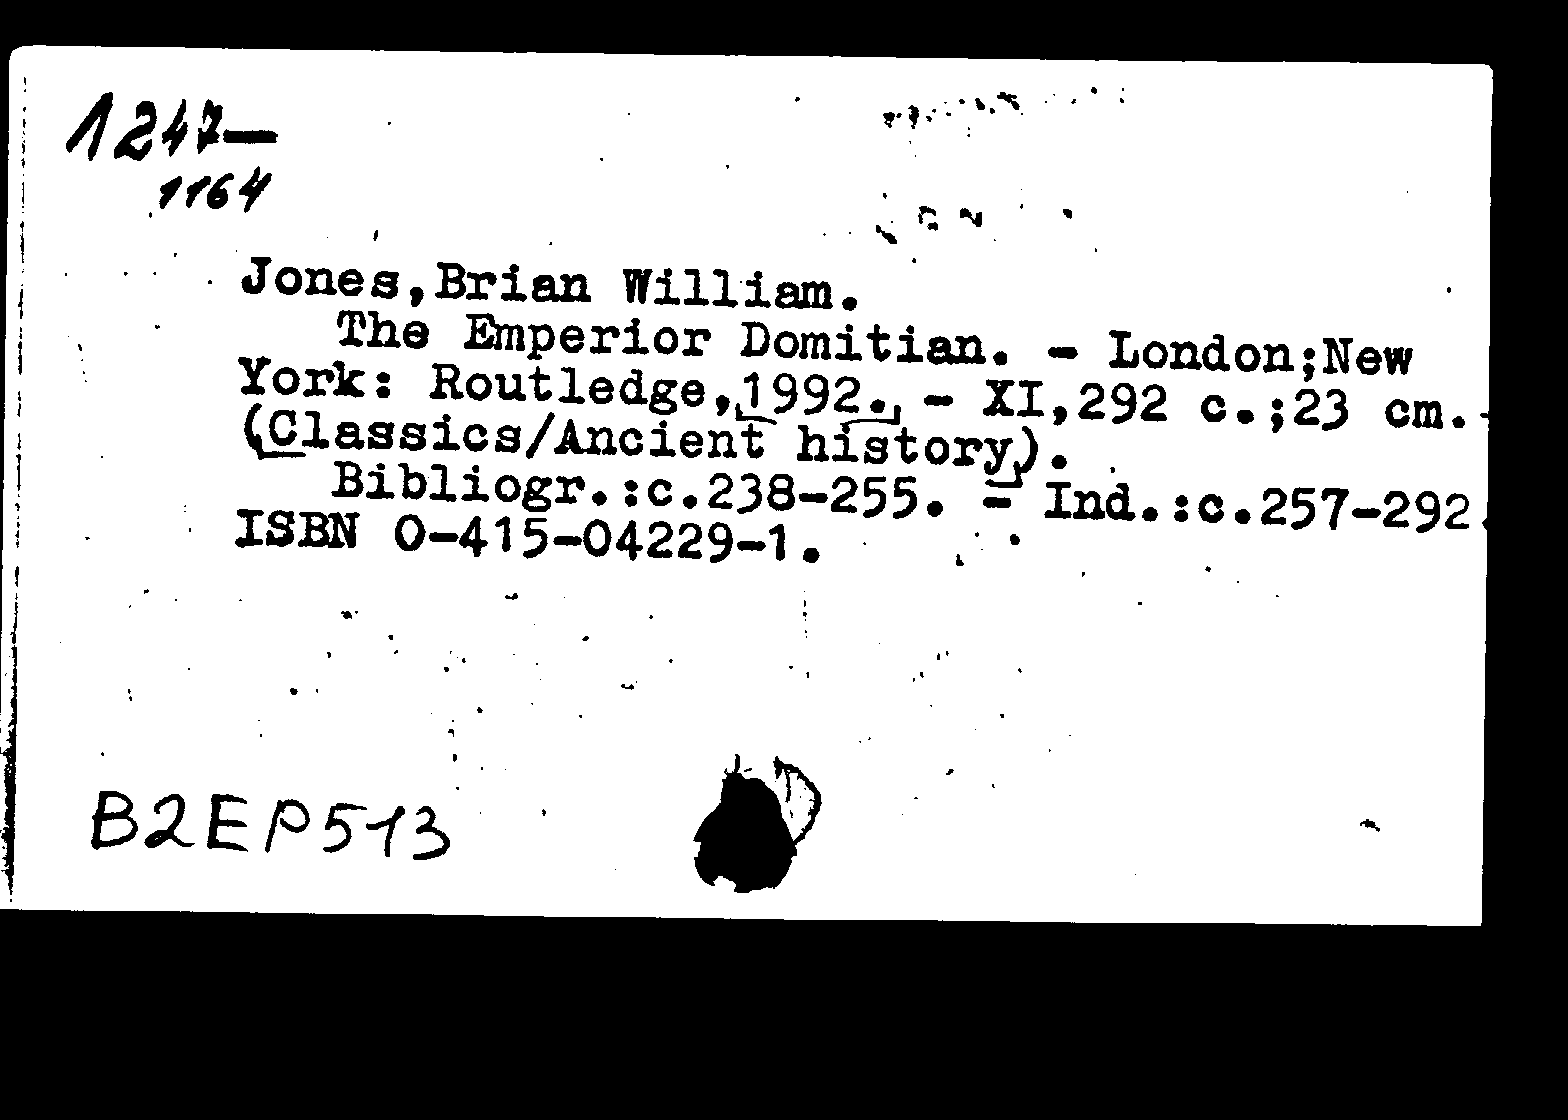 1247-
1164
Jones,Brian William.
The Emperior Domitian. - London;New
York: Routledge,1992. - XI,292 c.;23 cm.-
(Classics/Ancient history).
Bibliogr.:c.238-255. - Ind.:c.257-292.
ISBN 0-415-04229-1.
B2EP513